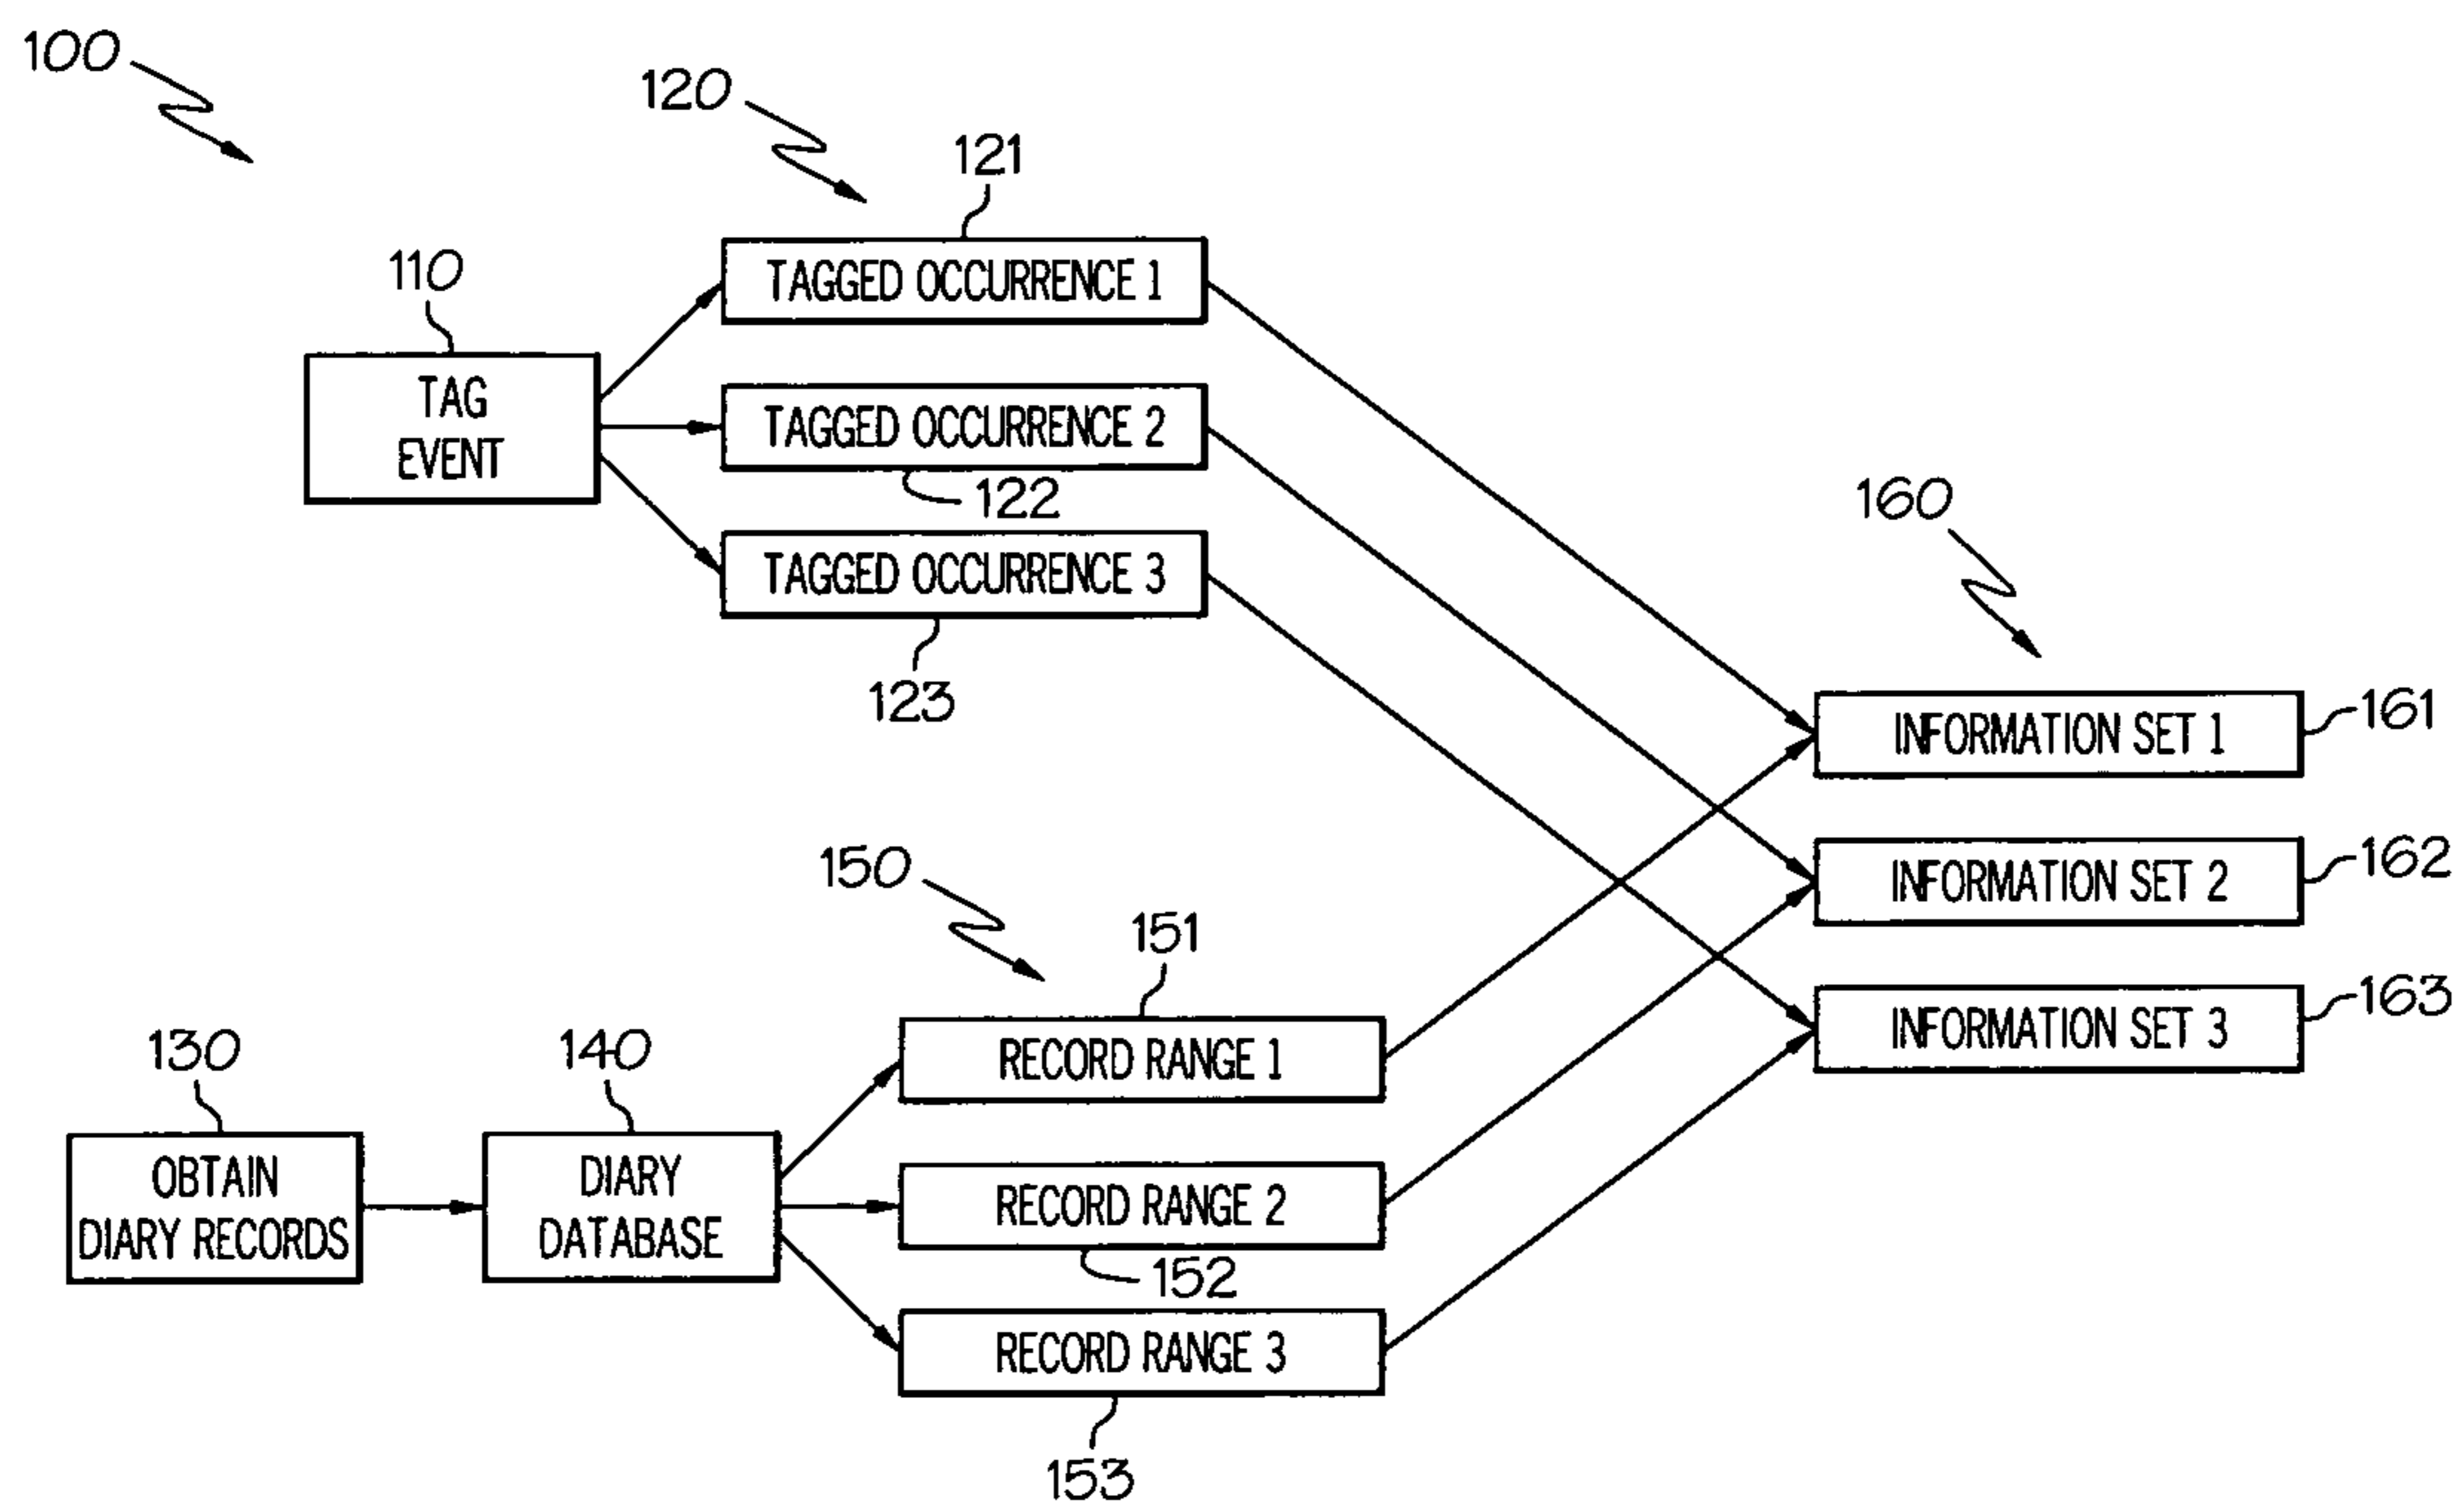 100
120
121
TAGGED OCCURRENCE 1
110
TAG
EVENT
TAGGED OCCURRENCE 2
122
TAGGED OCCURRENCE 3
123
160
INFORMATION SET 1
161
INFORMATION SET 2
162
INFORMATION SET 3
163
150
151
RECORD RANGE 1
130
OBTAIN
DIARY RECORDS
140
DIARY
DATABASE
RECORD RANGE 2
152
RECORD RANGE 3
153